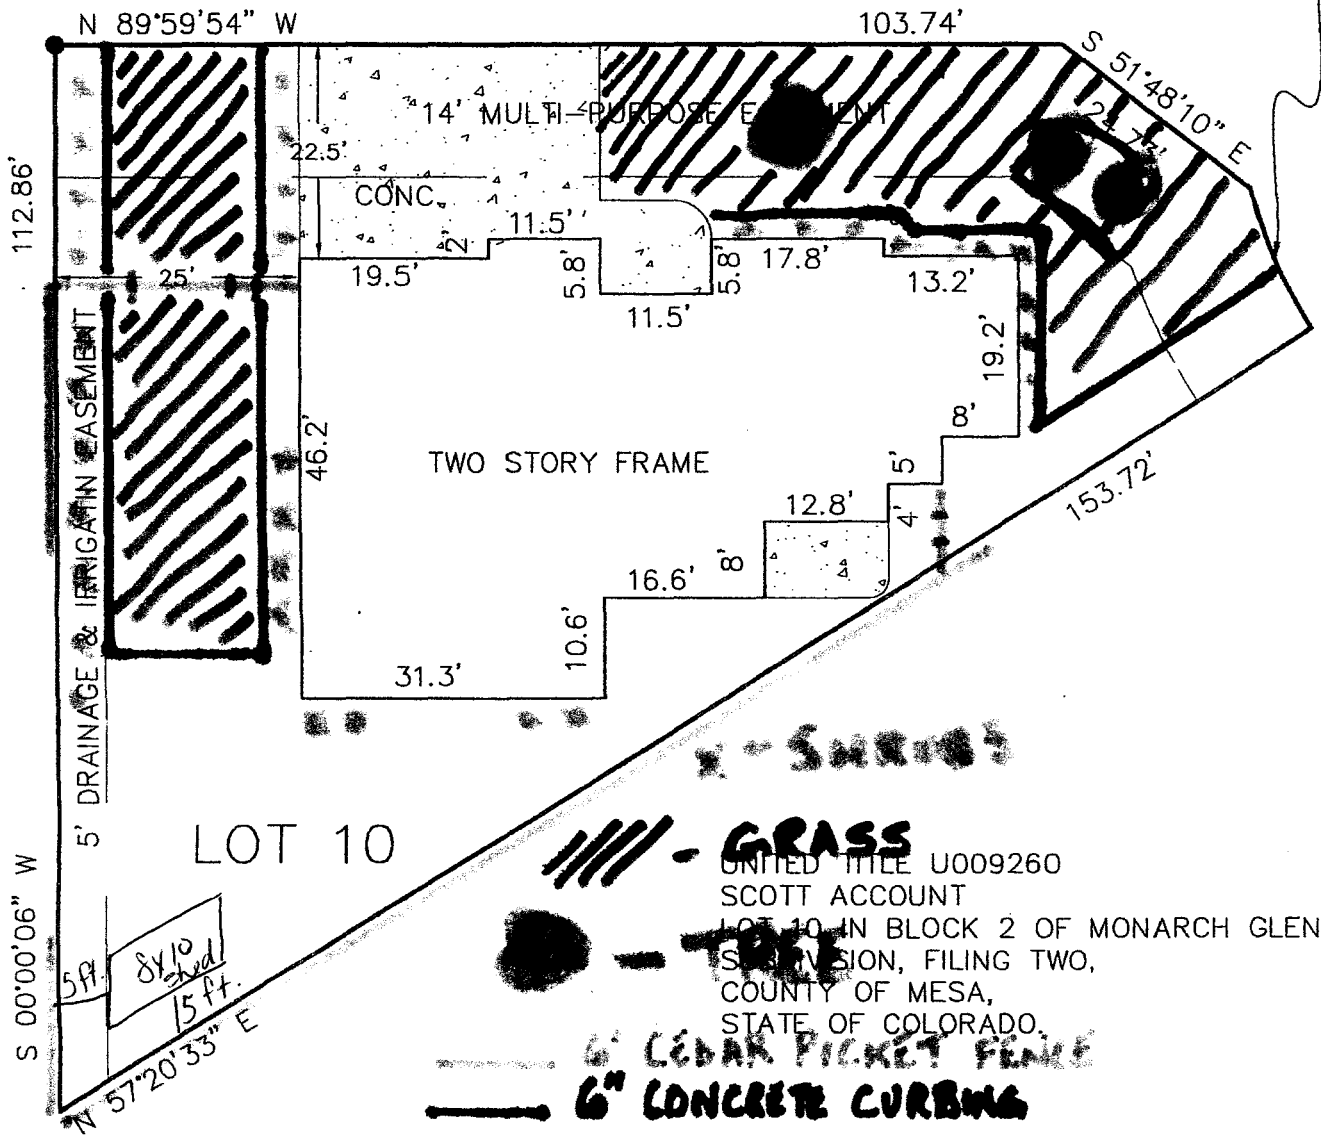 N 89°59'54" W
103.74'
S 51°48'10" E
14' MULTI-PURPOSE EASEMENT
22.5'
CONC.
112.86'
2'
11.5'
19.5'
5.8'
5.8'
17.8'
13.2'
11.5'
25'
19.2'
8'
46.2'
TWO STORY FRAME
5'
4'
12.8'
8'
16.6'
153.72'
10.6'
31.3'
5' DRAINAGE & IRRIGATIN EASEMENT
X - SHRUBS
LOT 10
- GRASS
UNITED TITLE U009260
SCOTT ACCOUNT
LOT 10 IN BLOCK 2 OF MONARCH GLEN
- TREE
SUBDIVISION, FILING TWO,
COUNTY OF MESA,
STATE OF COLORADO.
8x10
shed
5ft.
15ft.
S 00°00'06" W
N 57°20'33" E
6' CEDAR PICKET FENCE
6" CONCRETE CURBING